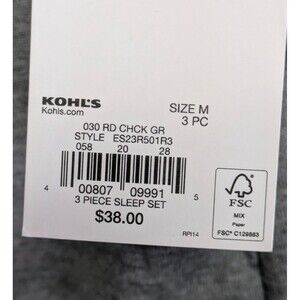 KOHL'S
Kohls.com
SIZE M
3 PC
030 RD CHCK GR
STYLE ES23R501R3
058 20 28
4 00807 09991 5
3 PIECE SLEEP SET
$38.00
RPI14
FSC
MIX
Paper
FSC® C129883